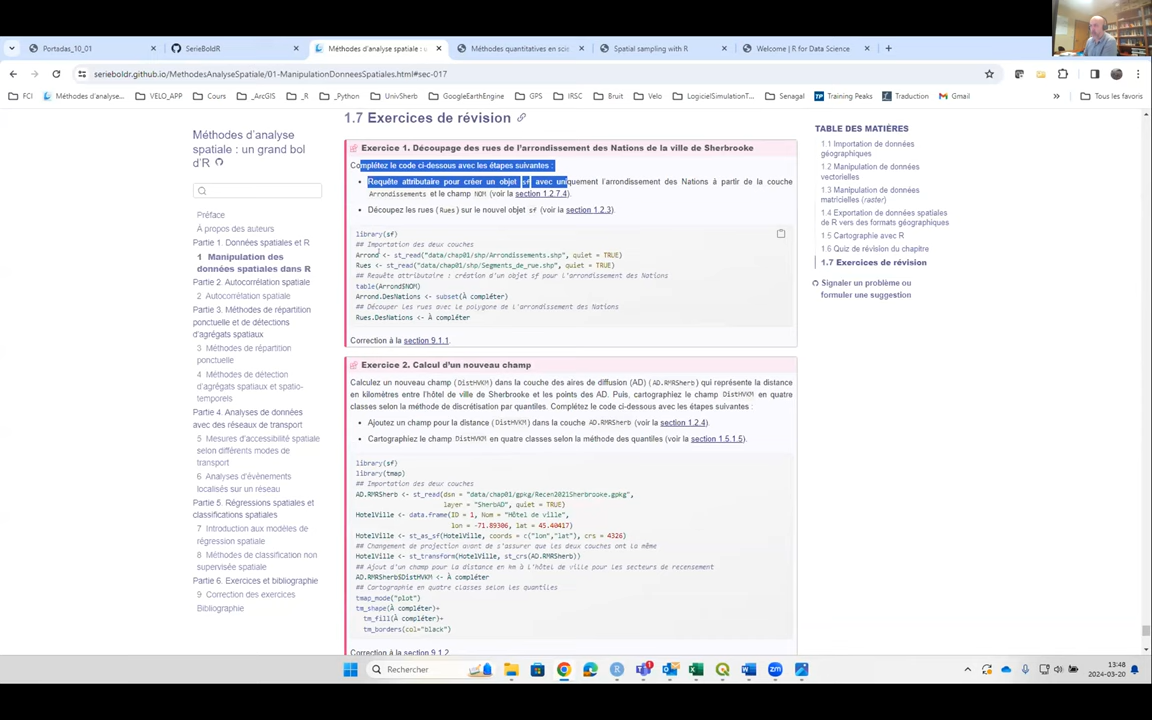 Portadas_10_01
SerieBoldR
Méthodes d'analyse spatiale : u
Méthodes quantitatives en sci
Spatial sampling with R
Welcome | R for Data Science
serieboldr.github.io/MethodesAnalyseSpatiale/01-ManipulationDonneesSpatiales.html#sec-017
FCI
Méthodes d'analyse...
VELO_APP
Cours
_ArcGIS
_R
_Python
UnivSherb
GoogleEarthEngine
GPS
IRSC
Bruit
Velo
LogicielSimulationT...
Senagal
Training Peaks
Traduction
Gmail
Tous les favoris
Méthodes d'analyse
spatiale : un grand bol
d'R
Préface
À propos des auteurs
Partie 1. Données spatiales et R
1 Manipulation des
données spatiales dans R
Partie 2. Autocorrélation spatiale
2 Autocorrélation spatiale
Partie 3. Méthodes de répartition
ponctuelle et de détections
d'agrégats spatiaux
3 Méthodes de répartition
ponctuelle
4 Méthodes de détection
d'agrégats spatiaux et spatio-
temporels
Partie 4. Analyses de données
avec des réseaux de transport
5 Mesures d'accessibilité spatiale
selon différents modes de
transport
6 Analyses d'évènements
localisés sur un réseau
Partie 5. Régressions spatiales et
classifications spatiales
7 Introduction aux modèles de
régression spatiale
8 Méthodes de classification non
supervisée spatiale
Partie 6. Exercices et bibliographie
9 Correction des exercices
Bibliographie
1.7 Exercices de révision
Exercice 1. Découpage des rues de l'arrondissement des Nations de la ville de Sherbrooke
Complétez le code ci-dessous avec les étapes suivantes :
• Requête attributaire pour créer un objet sf avec uniquement l'arrondissement des Nations à partir de la couche
Arrondissements et le champ NOM (voir la section 1.2.7.4).
• Découpez les rues (Rues) sur le nouvel objet sf (voir la section 1.2.3).
library(sf)
## Importation des deux couches
Arrond <- st_read("data/chap01/shp/Arrondissements.shp", quiet = TRUE)
Rues <- st_read("data/chap01/shp/Segments_de_rue.shp", quiet = TRUE)
## Requête attributaire : création d'un objet sf pour l'arrondissement des Nations
table(Arrond$NOM)
Arrond.DesNations <- subset(À compléter)
## Découper les rues avec le polygone de l'arrondissement des Nations
Rues.DesNations <- À compléter
Correction à la section 9.1.1.
Exercice 2. Calcul d'un nouveau champ
Calculez un nouveau champ (DistHVKM) dans la couche des aires de diffusion (AD) (AD.RMRSherb) qui représente la distance
en kilomètres entre l'hôtel de ville de Sherbrooke et les points des AD. Puis, cartographiez le champ DistHVKM en quatre
classes selon la méthode de discrétisation par quantiles. Complétez le code ci-dessous avec les étapes suivantes :
• Ajoutez un champ pour la distance (DistHVKM) dans la couche AD.RMRSherb (voir la section 1.2.4).
• Cartographiez le champ DistHVKM en quatre classes selon la méthode des quantiles (voir la section 1.5.1.5).
library(sf)
library(tmap)
## Importation des deux couches
AD.RMRSherb <- st_read(dsn = "data/chap01/gpkg/Recen2021Sherbrooke.gpkg",
layer = "SherbAD", quiet = TRUE)
HotelVille <- data.frame(ID = 1, Nom = "Hôtel de ville",
lon = -71.89306, lat = 45.40417)
HotelVille <- st_as_sf(HotelVille, coords = c("lon","lat"), crs = 4326)
## Changement de projection avant de s'assurer que les deux couches ont la même
HotelVille <- st_transform(HotelVille, st_crs(AD.RMRSherb))
## Ajout d'un champ pour la distance en km à l'hôtel de ville pour les secteurs de recensement
AD.RMRSherb$DistHVKM <- À compléter
## Cartographie en quatre classes selon les quantiles
tmap_mode("plot")
tm_shape(À compléter)+
tm_fill(À compléter)+
tm_borders(col="black")
Correction à la section 9.1.2.
TABLE DES MATIÈRES
1.1 Importation de données
géographiques
1.2 Manipulation de données
vectorielles
1.3 Manipulation de données
matricielles (raster)
1.4 Exportation de données spatiales
de R vers des formats géographiques
1.5 Cartographie avec R
1.6 Quiz de révision du chapitre
1.7 Exercices de révision
Signaler un problème ou
formuler une suggestion
Rechercher
13:48
2024-03-20